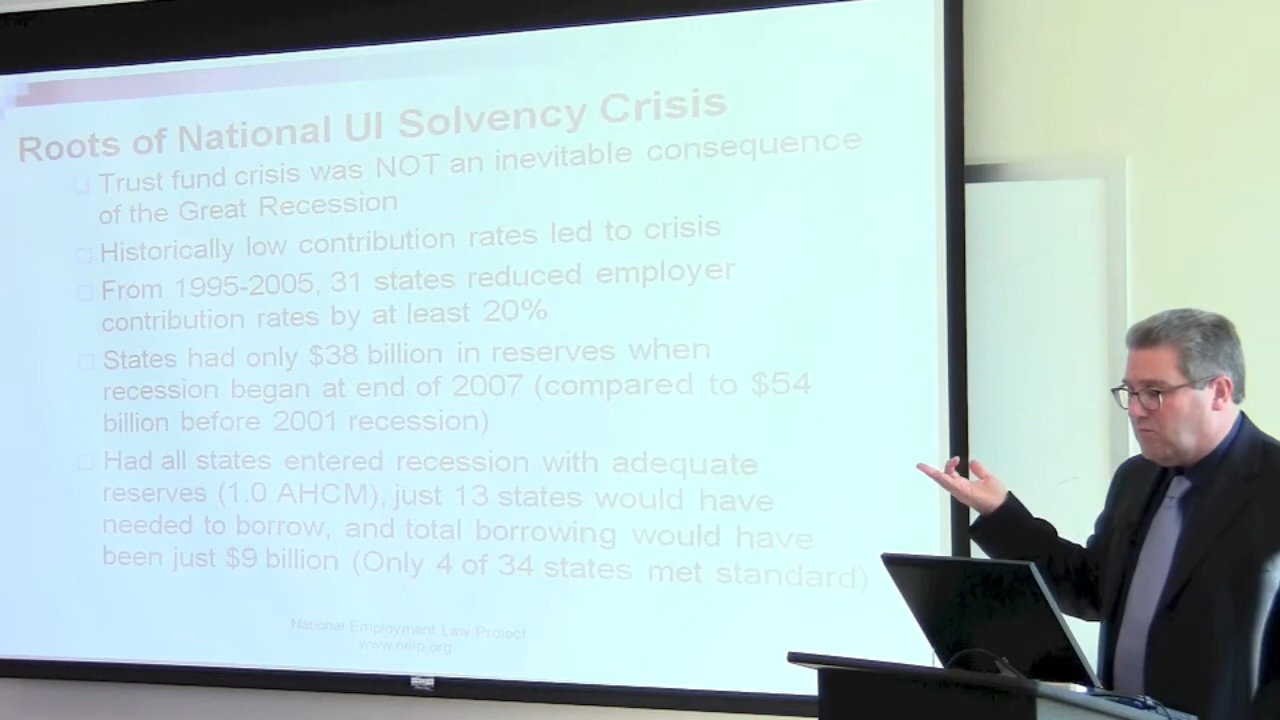 Roots of National UI Solvency Crisis
Trust fund crisis was NOT an inevitable consequence
of the Great Recession
Historically low contribution rates led to crisis
From 1995-2005, 31 states reduced employer
contribution rates by at least 20%
States had only $38 billion in reserves when
recession began at end of 2007 (compared to $54
billion before 2001 recession)
Had all states entered recession with adequate
reserves (1.0 AHCM), just 13 states would have
needed to borrow, and total borrowing would have
been just $9 billion (Only 4 of 34 states met standard)
National Employment Law Project
www.nelp.org